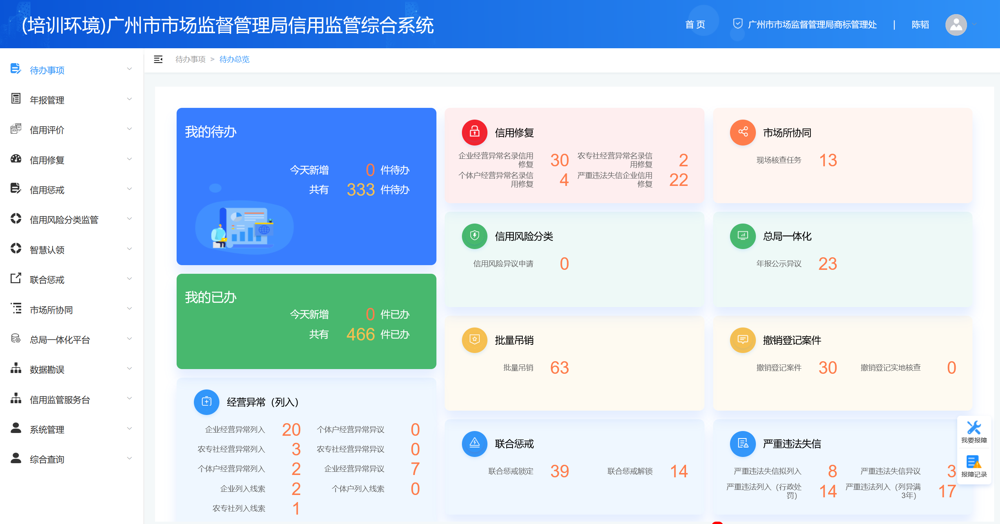 (培训环境)广州市市场监督管理局信用监管综合系统
首页
广州市市场监督管理局商标管理处
|
陈韬
待办事项 > 待办总览
待办事项
年报管理
信用评价
信用修复
信用惩戒
信用风险分类监管
智慧认领
联合惩戒
市场所协同
总局一体化平台
数据勘误
信用监管服务台
系统管理
综合查询
我的待办
今天新增 0 件待办
共有 333 件待办
我的已办
今天新增 0 件已办
共有 466 件已办
经营异常（列入）
企业经营异常列入 20 个体户经营异常异议 0
农专社经营异常列入 3 农专社经营异常异议 0
个体户经营异常列入 2 企业经营异常异议 7
企业列入线索 2 个体户列入线索 0
农专社列入线索 1
信用修复
企业经营异常名录信用
修复
30
农专社经营异常名录信
用修复
2
个体户经营异常名录信
用修复
4
严重违法失信企业信用
修复
22
信用风险分类
信用风险异议申请 0
批量吊销
批量吊销 63
联合惩戒
联合惩戒锁定 39 联合惩戒解锁 14
市场所协同
现场核查任务 13
总局一体化
年报公示异议 23
撤销登记案件
撤销登记案件 30 撤销登记实地核查 0
严重违法失信
严重违法失信拟列入 8 严重违法失信异议 3
严重违法列入（行政处
罚）
14
严重违法列入（列异满
3年）
17
我要报障
报障记录